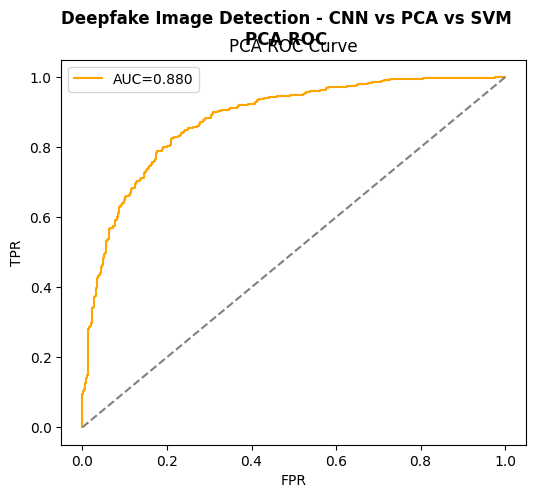 Deepfake Image Detection - CNN vs PCA vs SVM
PCA ROC
PCA ROC Curve
AUC=0.880
1.0
0.8
0.6
0.4
0.2
0.0
TPR
0.0 0.2 0.4 0.6 0.8 1.0
FPR